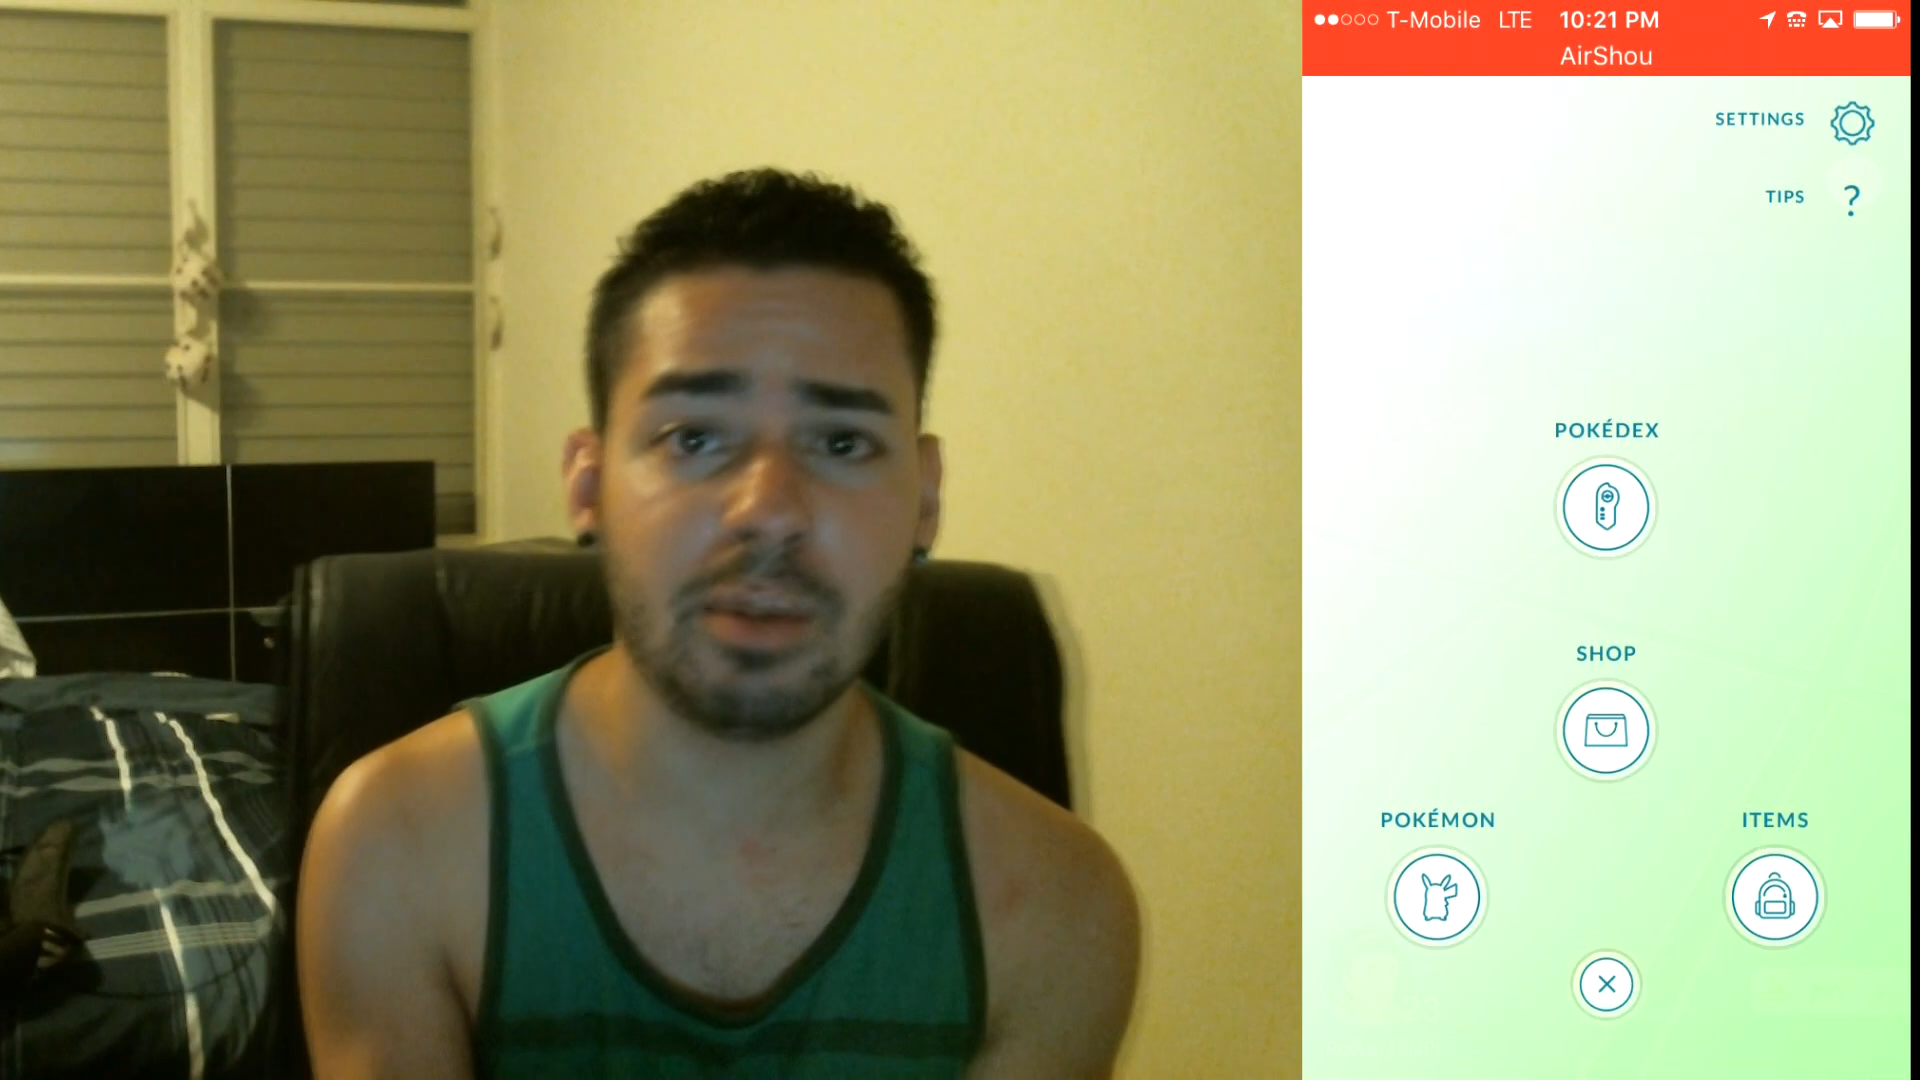 T-Mobile LTE 10:21 PM
AirShou
SETTINGS
TIPS ?
POKÉDEX
SHOP
POKÉMON
ITEMS